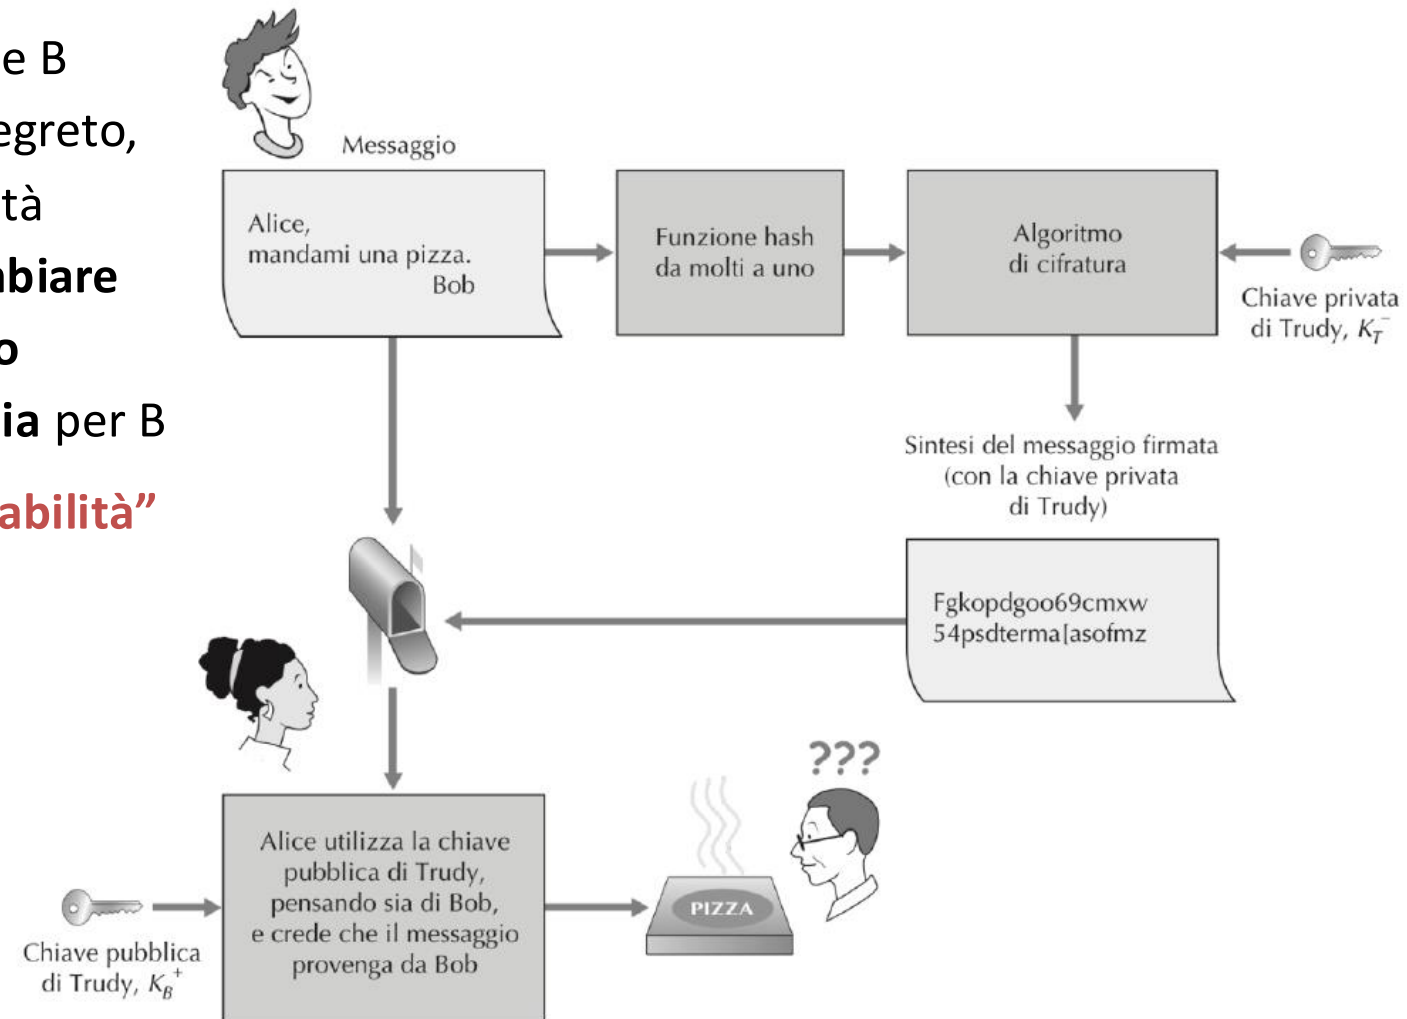 e B
egreto,
tà
nbiare
o
ia per B
abilità”
Messaggio
Alice,
mandami una pizza.
Bob
Funzione hash
da molti a uno
Algoritmo
di cifratura
Chiave privata
di Trudy, K_T^-
Sintesi del messaggio firmata
(con la chiave privata
di Trudy)
Fgkopdgoo69cmxw
54psdterma[asofmz
???
Alice utilizza la chiave
pubblica di Trudy,
pensando sia di Bob,
e crede che il messaggio
provenga da Bob
PIZZA
Chiave pubblica
di Trudy, K_B^+